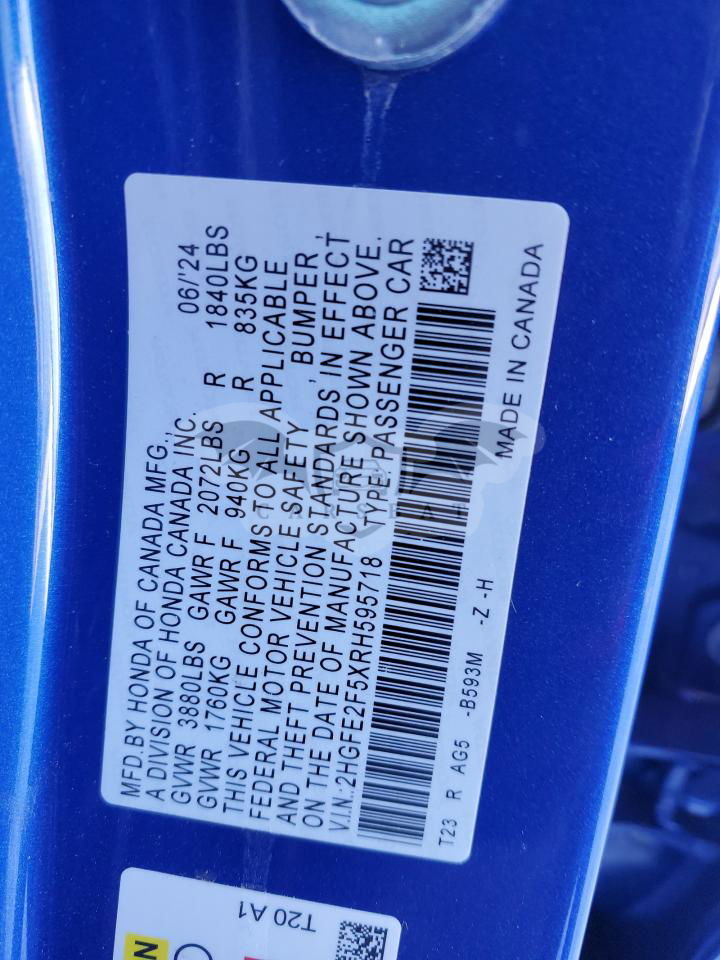 MFD.BY HONDA OF CANADA MFG., 06/'24
A DIVISION OF HONDA CANADA INC.
GVWR 3880LBS GAWR F 2072LBS R 1840LBS
GVWR 1760KG GAWR F 940KG R 835KG
THIS VEHICLE CONFORMS TO ALL APPLICABLE
FEDERAL MOTOR VEHICLE SAFETY, BUMPER,
AND THEFT PREVENTION STANDARDS IN EFFECT
ON THE DATE OF MANUFACTURE SHOWN ABOVE.
V.I.N.:2HGFE2F5XRH595718 TYPE:PASSENGER CAR
T23 R AG5 -B593M -Z -H MADE IN CANADA
T20 A1
CARSEAT